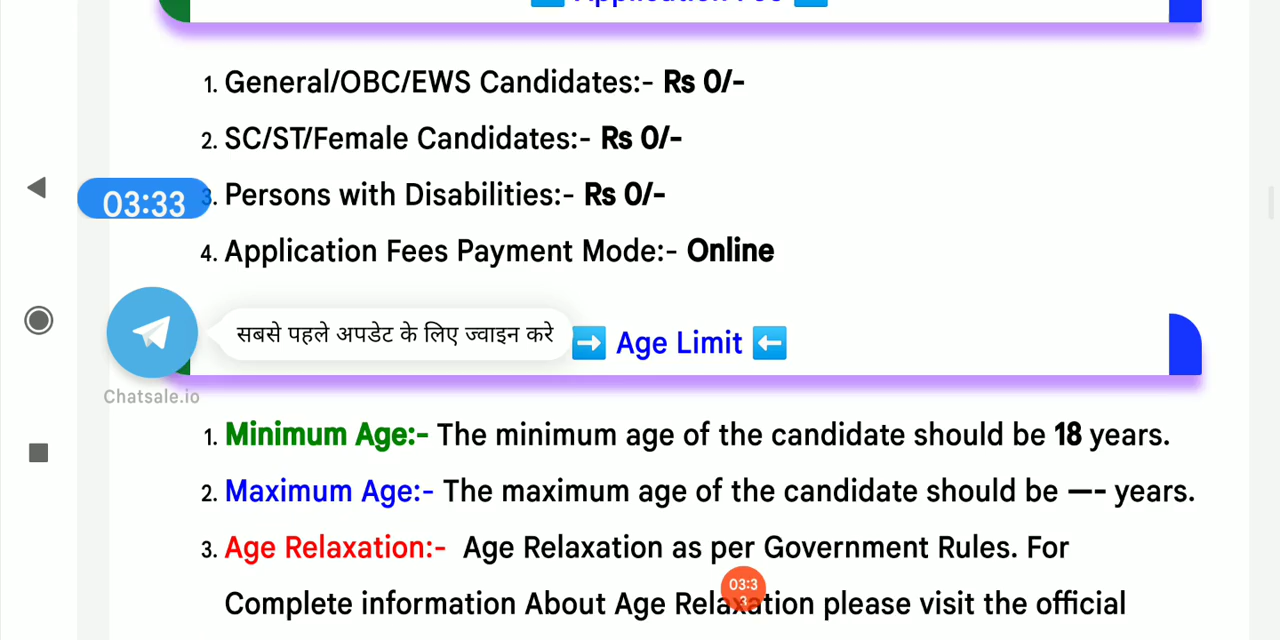 Application Fee
1. General/OBC/EWS Candidates:- Rs 0/-
2. SC/ST/Female Candidates:- Rs 0/-
03:33
3. Persons with Disabilities:- Rs 0/-
4. Application Fees Payment Mode:- Online
सबसे पहले अपडेट के लिए ज्वाइन करे
Age Limit
Chatsale.io
1. Minimum Age:- The minimum age of the candidate should be 18 years.
2. Maximum Age:- The maximum age of the candidate should be —- years.
3. Age Relaxation:- Age Relaxation as per Government Rules. For
03:3
3
Complete information About Age Relaxation please visit the official